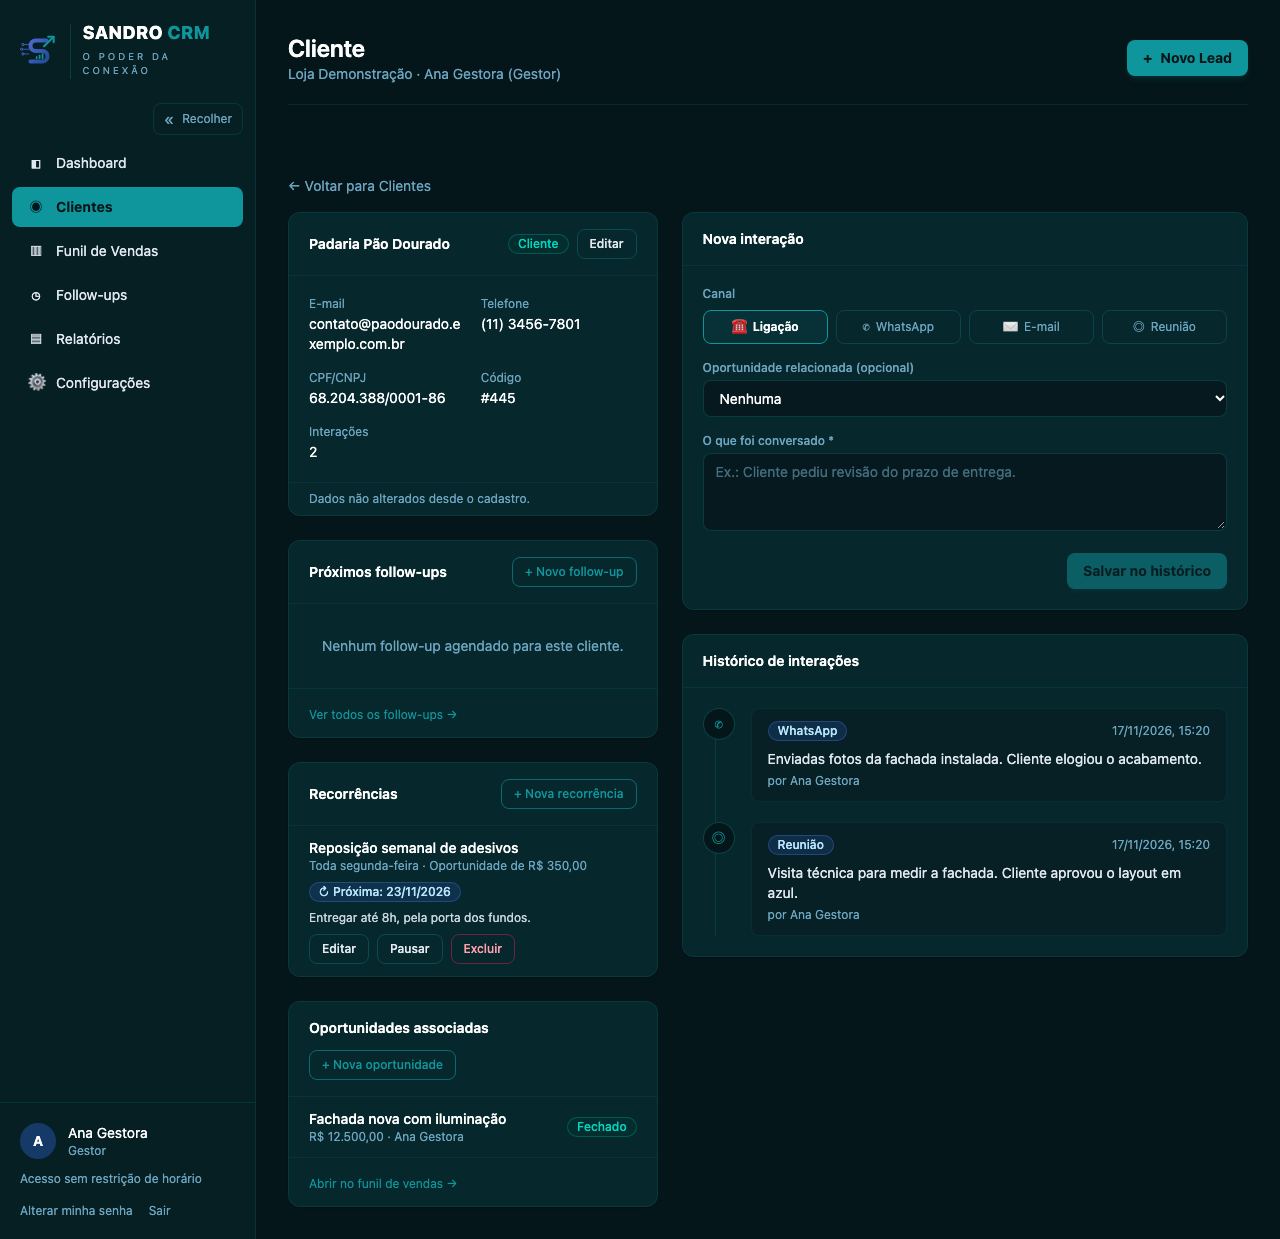 SANDRO CRM
O PODER DA
CONEXÃO
« Recolher
Dashboard
Clientes
Funil de Vendas
Follow-ups
Relatórios
Configurações
A
Ana Gestora
Gestor
Acesso sem restrição de horário
Alterar minha senha Sair
Cliente
Loja Demonstração · Ana Gestora (Gestor)
+ Novo Lead
← Voltar para Clientes
Padaria Pão Dourado Cliente Editar
E-mail Telefone
contato@paodourado.e (11) 3456-7801
xemplo.com.br
CPF/CNPJ Código
68.204.388/0001-86 #445
Interações
2
Dados não alterados desde o cadastro.
Próximos follow-ups + Novo follow-up
Nenhum follow-up agendado para este cliente.
Ver todos os follow-ups →
Recorrências + Nova recorrência
Reposição semanal de adesivos
Toda segunda-feira · Oportunidade de R$ 350,00
↻ Próxima: 23/11/2026
Entregar até 8h, pela porta dos fundos.
Editar Pausar Excluir
Oportunidades associadas
+ Nova oportunidade
Fachada nova com iluminação Fechado
R$ 12.500,00 · Ana Gestora
Abrir no funil de vendas →
Nova interação
Canal
Ligação WhatsApp E-mail Reunião
Oportunidade relacionada (opcional)
Nenhuma
O que foi conversado *
Ex.: Cliente pediu revisão do prazo de entrega.
Salvar no histórico
Histórico de interações
WhatsApp 17/11/2026, 15:20
Enviadas fotos da fachada instalada. Cliente elogiou o acabamento.
por Ana Gestora
Reunião 17/11/2026, 15:20
Visita técnica para medir a fachada. Cliente aprovou o layout em
azul.
por Ana Gestora